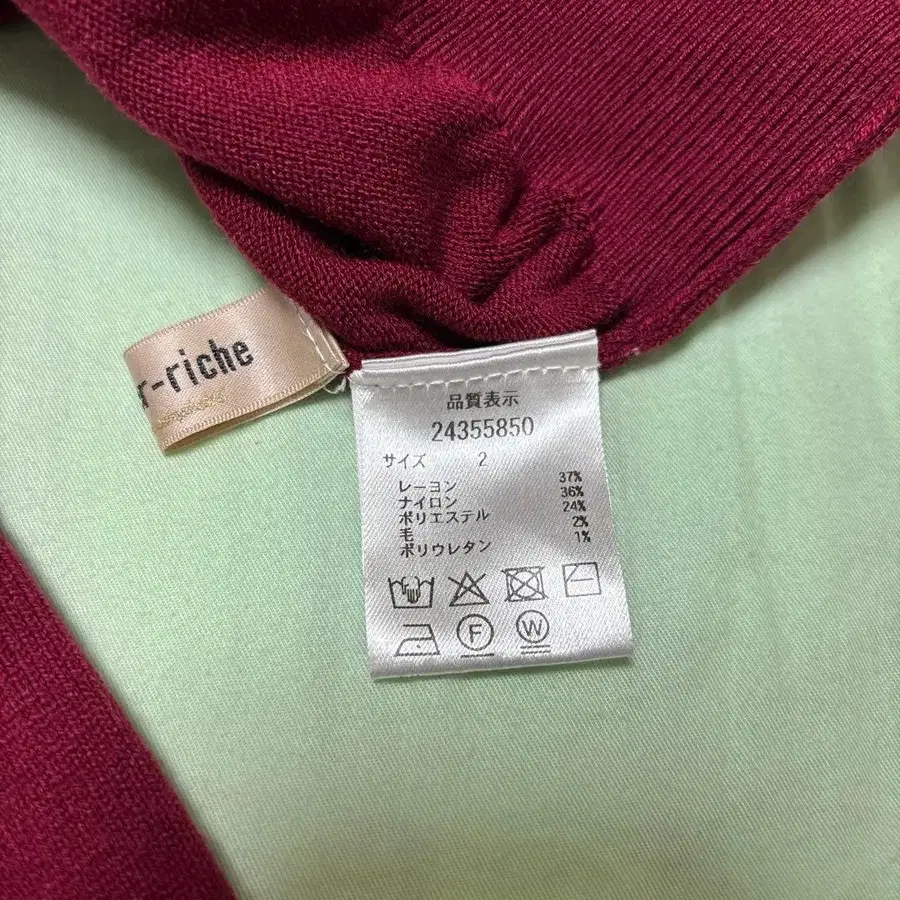 r-riche
品質表示
24355850
サイズ 2
レーヨン 37%
ナイロン 36%
ポリエステル 24%
毛 2%
ポリウレタン 1%
F W